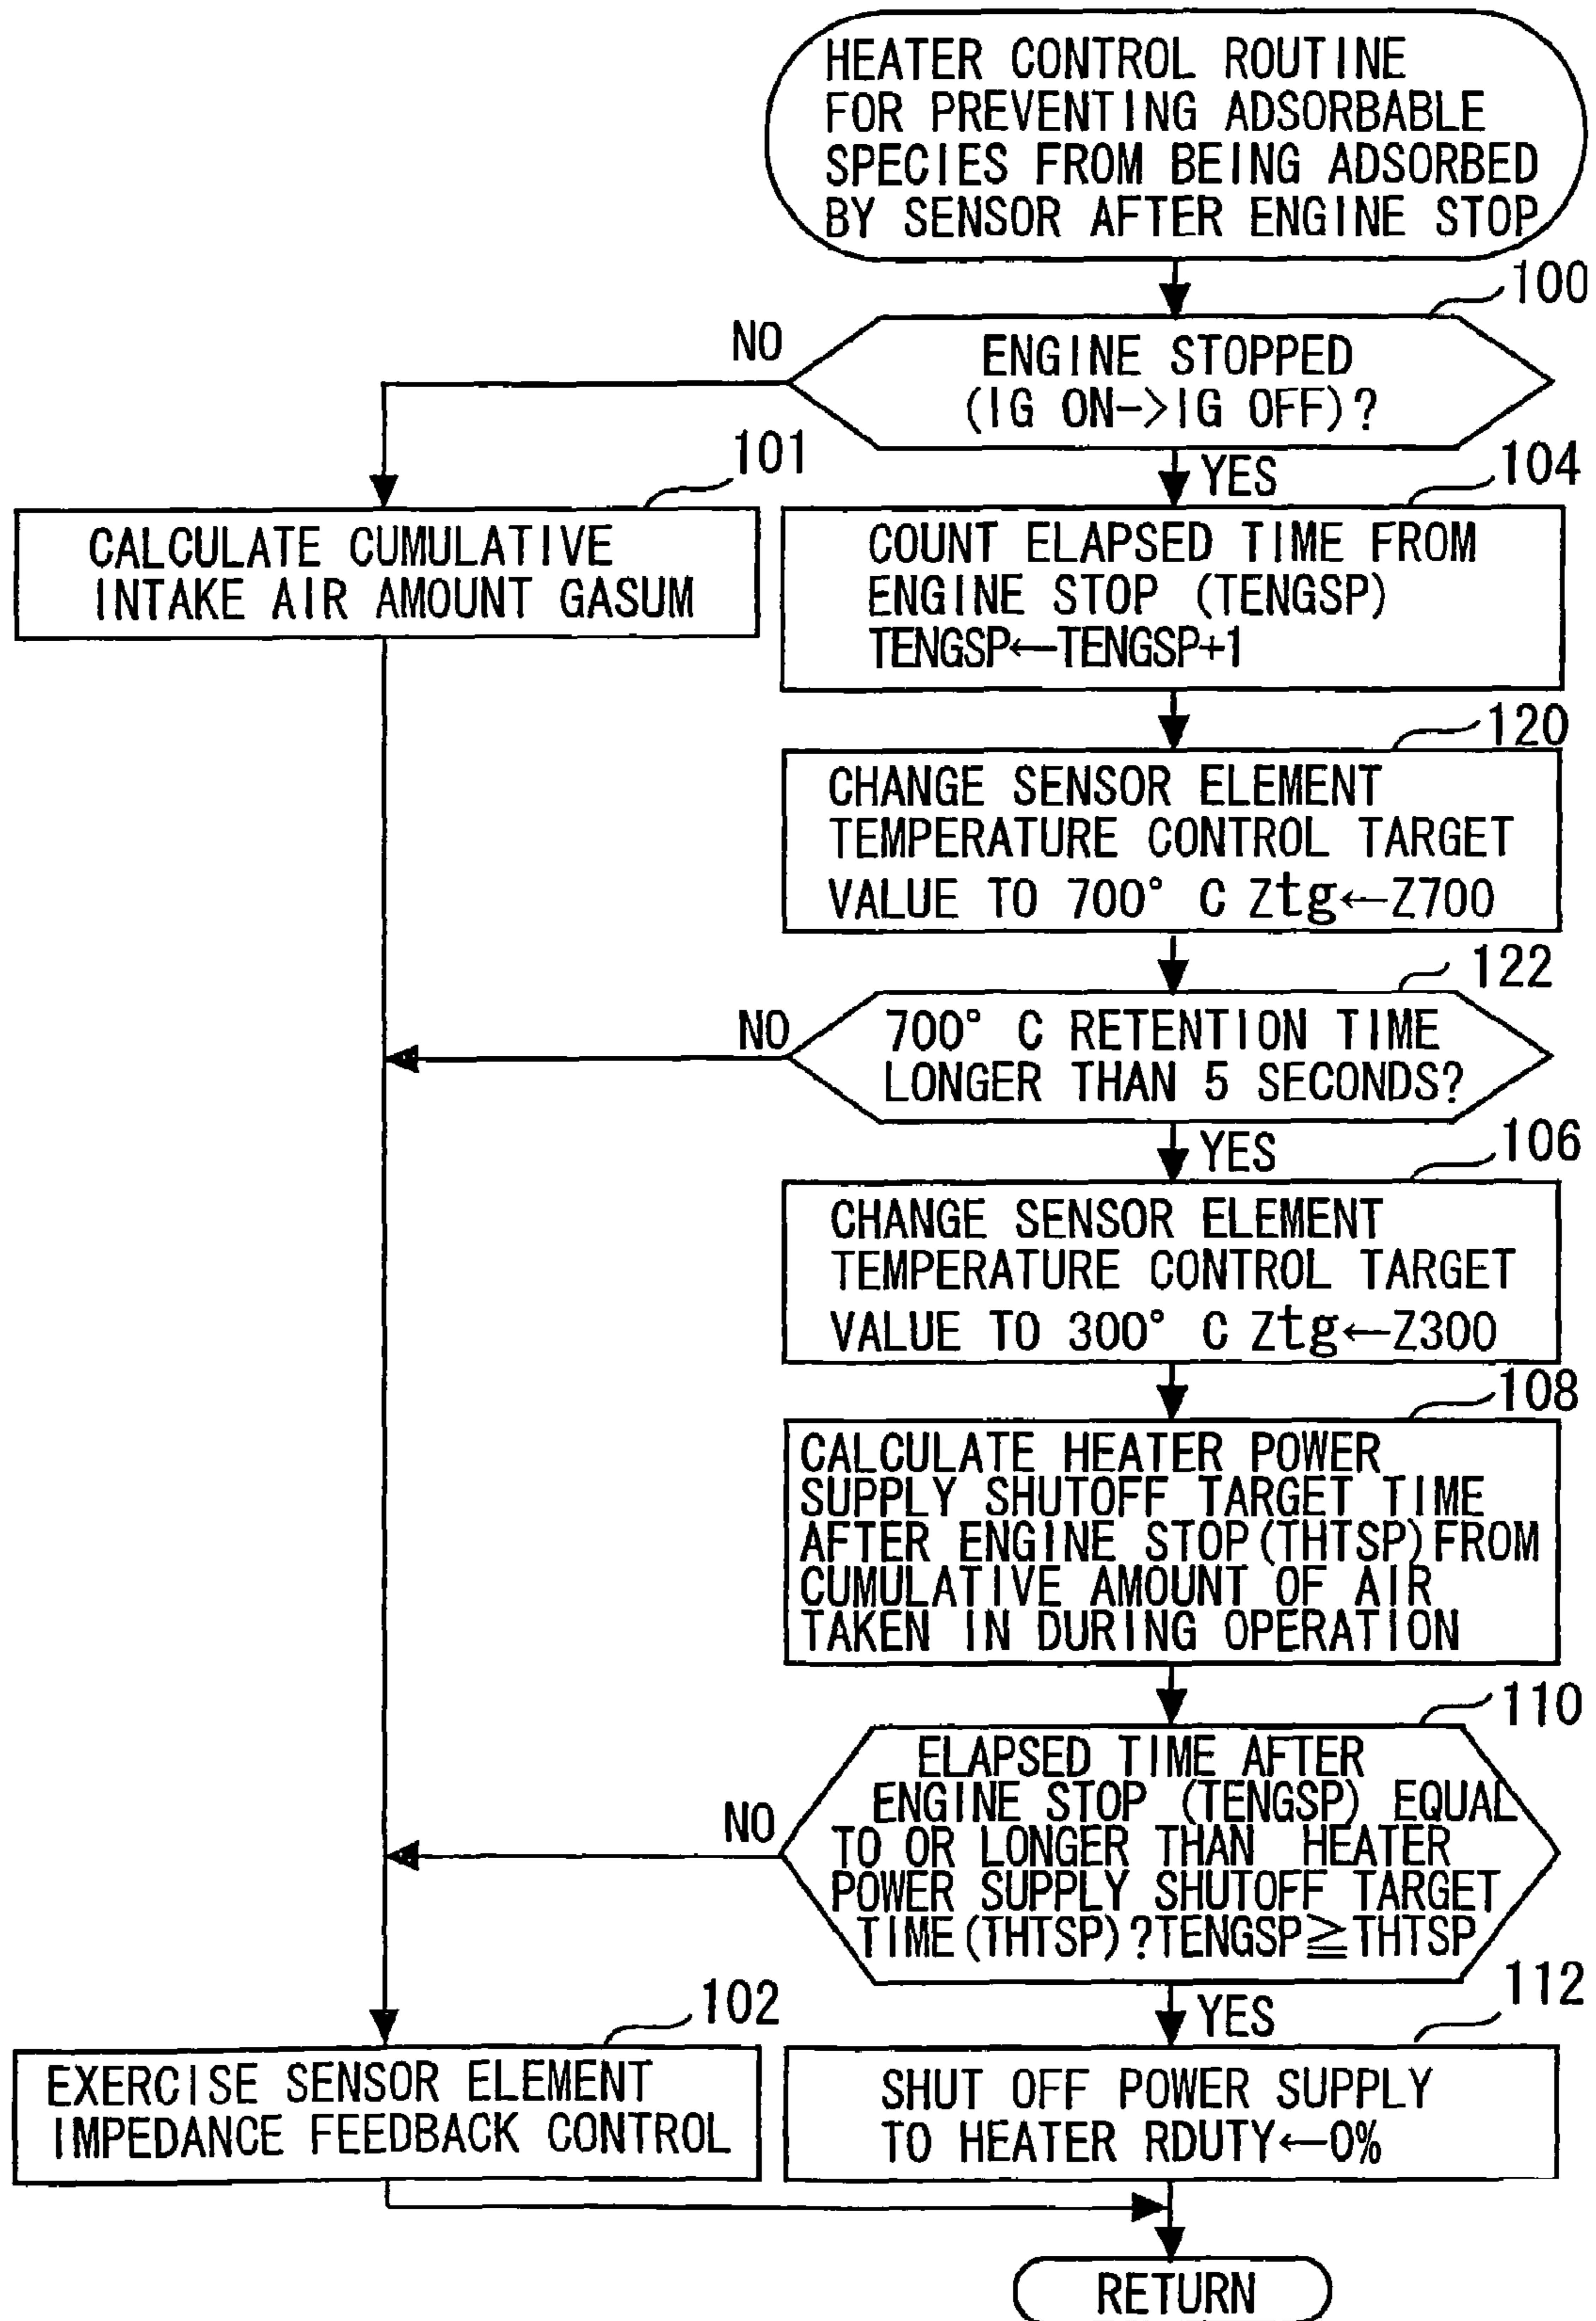 HEATER CONTROL ROUTINE
FOR PREVENTING ADSORBABLE
SPECIES FROM BEING ADSORBED
BY SENSOR AFTER ENGINE STOP
100
NO
ENGINE STOPPED
(IG ON->IG OFF)?
101
YES
104
CALCULATE CUMULATIVE
INTAKE AIR AMOUNT GASUM
COUNT ELAPSED TIME FROM
ENGINE STOP (TENGSP)
TENGSP←TENGSP+1
120
CHANGE SENSOR ELEMENT
TEMPERATURE CONTROL TARGET
VALUE TO 700° C Ztg←Z700
122
NO
700° C RETENTION TIME
LONGER THAN 5 SECONDS?
YES
106
CHANGE SENSOR ELEMENT
TEMPERATURE CONTROL TARGET
VALUE TO 300° C Ztg←Z300
108
CALCULATE HEATER POWER
SUPPLY SHUTOFF TARGET TIME
AFTER ENGINE STOP(THTSP)FROM
CUMULATIVE AMOUNT OF AIR
TAKEN IN DURING OPERATION
110
NO
ELAPSED TIME AFTER
ENGINE STOP (TENGSP) EQUAL
TO OR LONGER THAN HEATER
POWER SUPPLY SHUTOFF TARGET
TIME(THTSP)?TENGSP≧THTSP
102
YES
112
EXERCISE SENSOR ELEMENT
IMPEDANCE FEEDBACK CONTROL
SHUT OFF POWER SUPPLY
TO HEATER RDUTY←0%
RETURN